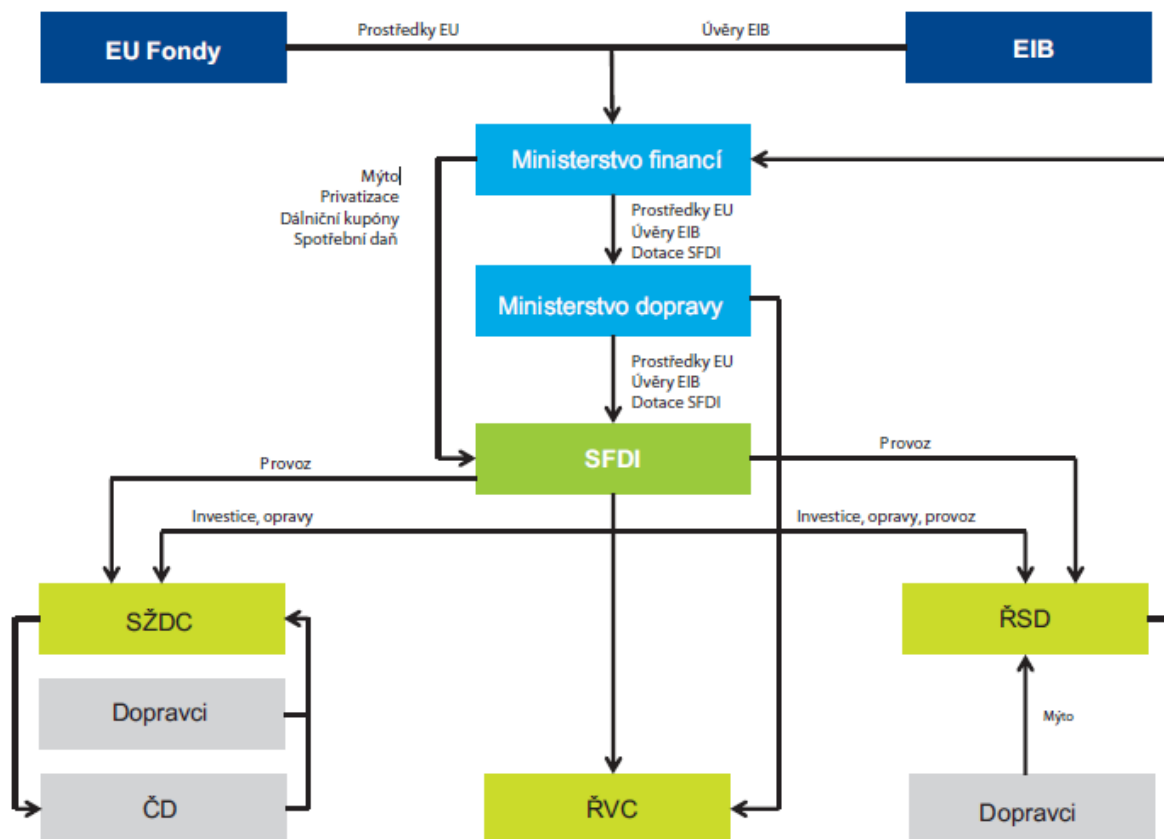 EU Fondy
Prostředky EU
Úvěry EIB
EIB
Ministerstvo financí
Mýto
Privatizace
Dálniční kupóny
Spotřební daň
Prostředky EU
Úvěry EIB
Dotace SFDI
Ministerstvo dopravy
Prostředky EU
Úvěry EIB
Dotace SFDI
SFDI
Provoz
Provoz
Investice, opravy
Investice, opravy, provoz
SŽDC
ŘSD
Dopravci
Mýto
ČD
ŘVC
Dopravci